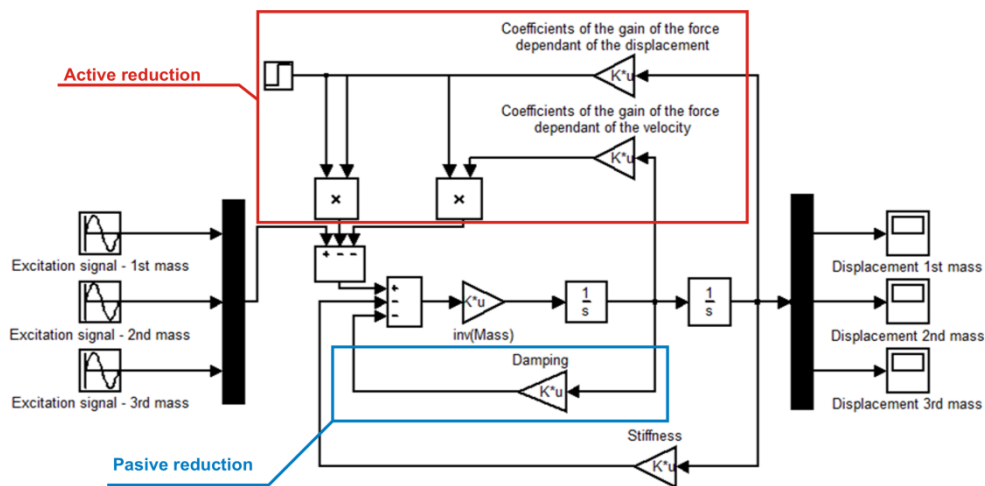 Coefficients of the gain of the force
dependant of the displacement
Active reduction
K*u
Coefficients of the gain of the force
dependant of the velocity
K*u
×
×
+ − −
Excitation signal - 1st mass
Displacement 1st mass
+
−
−
K*u
1
s
1
s
inv(Mass)
Excitation signal - 2nd mass
Displacement 2nd mass
Damping
K*u
Excitation signal - 3rd mass
Displacement 3rd mass
Stiffness
K*u
Pasive reduction